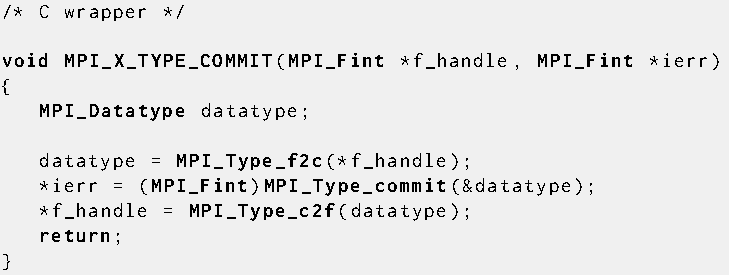 /* C wrapper */
void MPI_X_TYPE_COMMIT(MPI_Fint *f_handle, MPI_Fint *ierr)
{
MPI_Datatype datatype;
datatype = MPI_Type_f2c(*f_handle);
*ierr = (MPI_Fint)MPI_Type_commit(&datatype);
*f_handle = MPI_Type_c2f(datatype);
return;
}